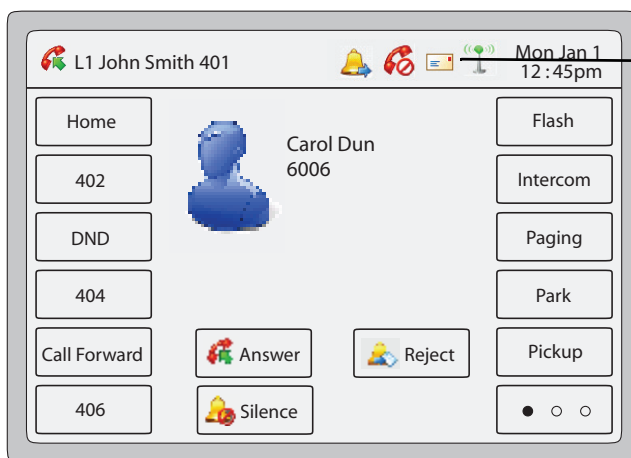 L1 John Smith 401
Mon Jan 1
12 : 45pm
Home
402
DND
404
Call Forward
406
Carol Dun
6006
Answer
Reject
Silence
Flash
Intercom
Paging
Park
Pickup